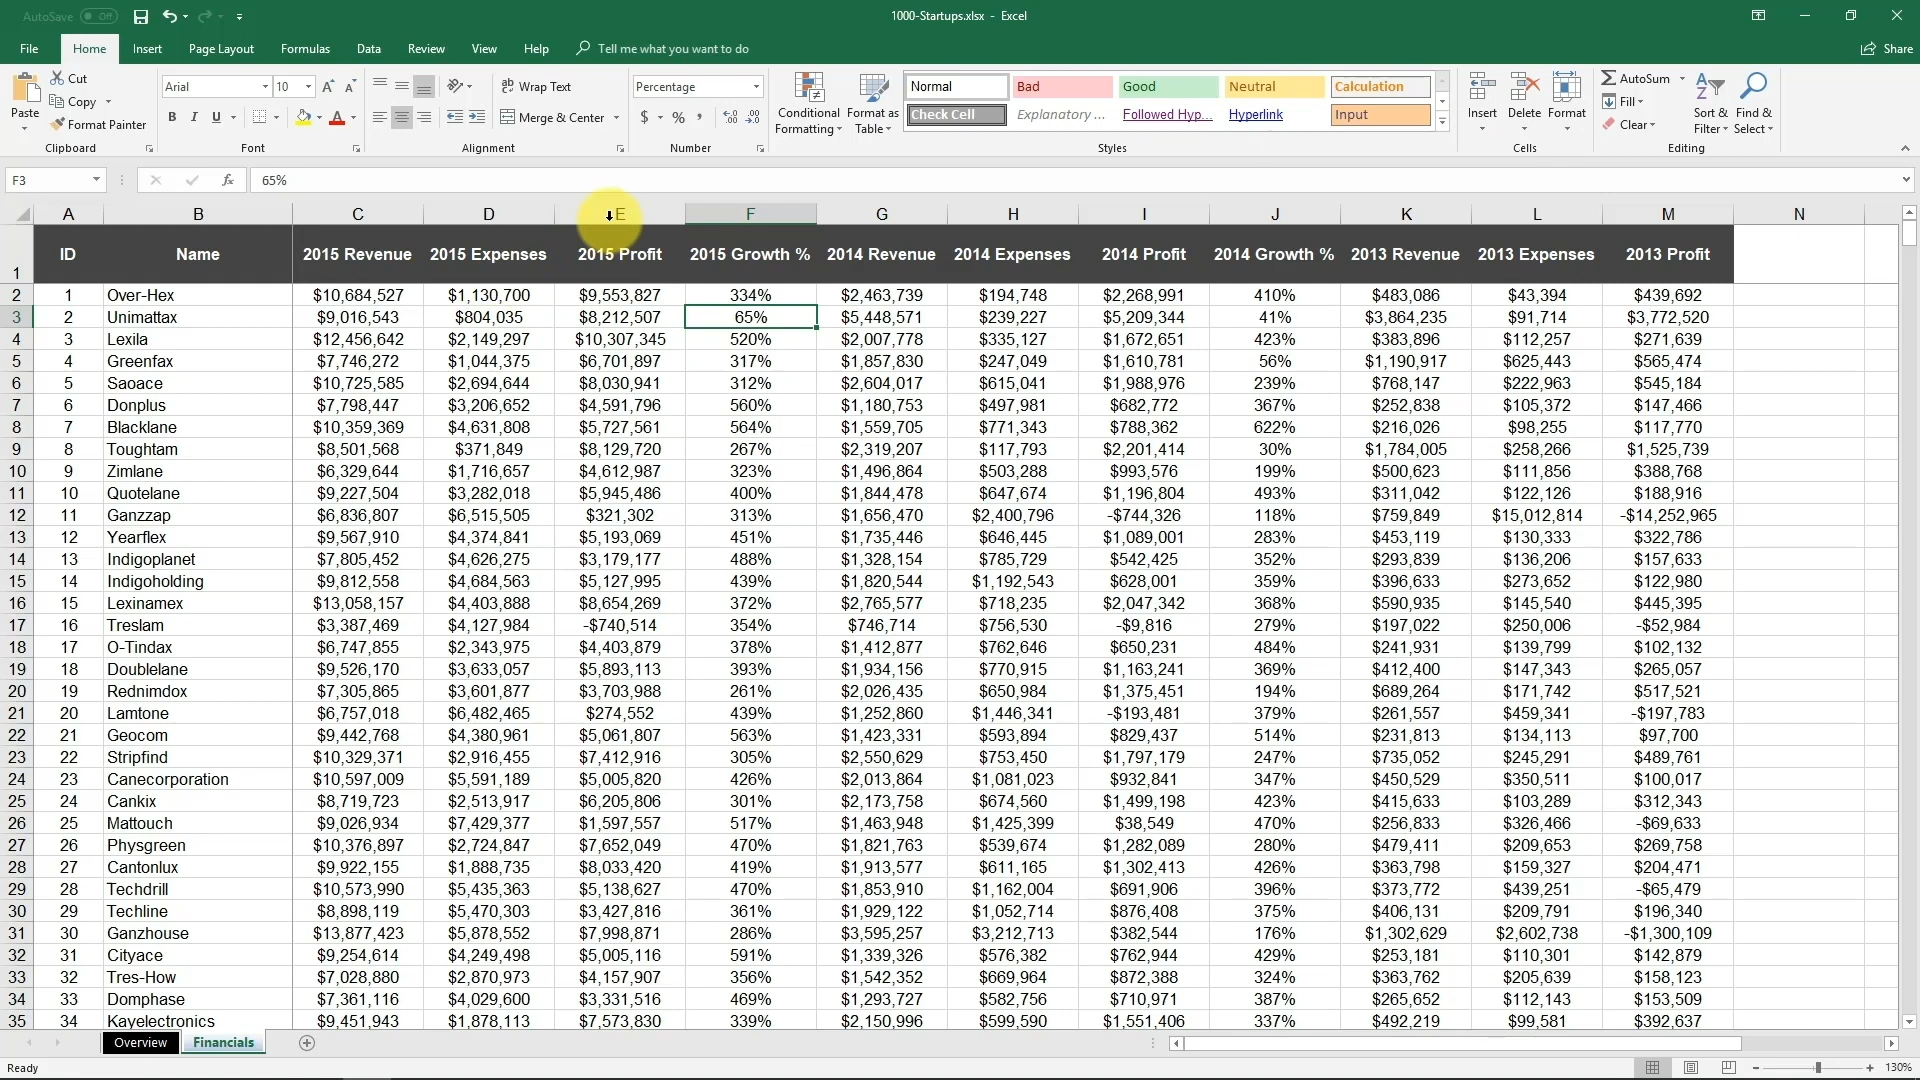 AutoSave Off
1000-Startups.xlsx - Excel
File Home Insert Page Layout Formulas Data Review View Help Tell me what you want to do Share
Paste Cut Copy Format Painter
Clipboard
Arial 10 B I U
Font
Wrap Text
Merge & Center
Alignment
Percentage
$ % ,
Number
Conditional Formatting
Format as Table
Normal Bad Good Neutral Calculation
Check Cell Explanatory ... Followed Hyp... Hyperlink Input
Styles
Insert Delete Format
Cells
AutoSum
Fill
Clear
Sort & Filter
Find & Select
Editing
F3 fx 65%
A B C D E F G H I J K L M N
1 ID Name 2015 Revenue 2015 Expenses 2015 Profit 2015 Growth % 2014 Revenue 2014 Expenses 2014 Profit 2014 Growth % 2013 Revenue 2013 Expenses 2013 Profit
2 1 Over-Hex $10,684,527 $1,130,700 $9,553,827 334% $2,463,739 $194,748 $2,268,991 410% $483,086 $43,394 $439,692
3 2 Unimattax $9,016,543 $804,035 $8,212,507 65% $5,448,571 $239,227 $5,209,344 41% $3,864,235 $91,714 $3,772,520
4 3 Lexila $12,456,642 $2,149,297 $10,307,345 520% $2,007,778 $335,127 $1,672,651 423% $383,896 $112,257 $271,639
5 4 Greenfax $7,746,272 $1,044,375 $6,701,897 317% $1,857,830 $247,049 $1,610,781 56% $1,190,917 $625,443 $565,474
6 5 Saoace $10,725,585 $2,694,644 $8,030,941 312% $2,604,017 $615,041 $1,988,976 239% $768,147 $222,963 $545,184
7 6 Donplus $7,798,447 $3,206,652 $4,591,796 560% $1,180,753 $497,981 $682,772 367% $252,838 $105,372 $147,466
8 7 Blacklane $10,359,369 $4,631,808 $5,727,561 564% $1,559,705 $771,343 $788,362 622% $216,026 $98,255 $117,770
9 8 Toughtam $8,501,568 $371,849 $8,129,720 267% $2,319,207 $117,793 $2,201,414 30% $1,784,005 $258,266 $1,525,739
10 9 Zimlane $6,329,644 $1,716,657 $4,612,987 323% $1,496,864 $503,288 $993,576 199% $500,623 $111,856 $388,768
11 10 Quotelane $9,227,504 $3,282,018 $5,945,486 400% $1,844,478 $647,674 $1,196,804 493% $311,042 $122,126 $188,916
12 11 Ganzzap $6,836,807 $6,515,505 $321,302 313% $1,656,470 $2,400,796 -$744,326 118% $759,849 $15,012,814 -$14,252,965
13 12 Yearflex $9,567,910 $4,374,841 $5,193,069 451% $1,735,446 $646,445 $1,089,001 283% $453,119 $130,333 $322,786
14 13 Indigoplanet $7,805,452 $4,626,275 $3,179,177 488% $1,328,154 $785,729 $542,425 352% $293,839 $136,206 $157,633
15 14 Indigoholding $9,812,558 $4,684,563 $5,127,995 439% $1,820,544 $1,192,543 $628,001 359% $396,633 $273,652 $122,980
16 15 Lexinamex $13,058,157 $4,403,888 $8,654,269 372% $2,765,577 $718,235 $2,047,342 368% $590,935 $145,540 $445,395
17 16 Treslam $3,387,469 $4,127,984 -$740,514 354% $746,714 $756,530 -$9,816 279% $197,022 $250,006 -$52,984
18 17 O-Tindax $6,747,855 $2,343,975 $4,403,879 378% $1,412,877 $762,646 $650,231 484% $241,931 $139,799 $102,132
19 18 Doublelane $9,526,170 $3,633,057 $5,893,113 393% $1,934,156 $770,915 $1,163,241 369% $412,400 $147,343 $265,057
20 19 Rednimdox $7,305,865 $3,601,877 $3,703,988 261% $2,026,435 $650,984 $1,375,451 194% $689,264 $171,742 $517,521
21 20 Lamtone $6,757,018 $6,482,465 $274,552 439% $1,252,860 $1,446,341 -$193,481 379% $261,557 $459,341 -$197,783
22 21 Geocom $9,442,768 $4,380,961 $5,061,807 563% $1,423,331 $593,894 $829,437 514% $231,813 $134,113 $97,700
23 22 Stripfind $10,329,371 $2,916,455 $7,412,916 305% $2,550,629 $753,450 $1,797,179 247% $735,052 $245,291 $489,761
24 23 Canecorporation $10,597,009 $5,591,189 $5,005,820 426% $2,013,864 $1,081,023 $932,841 347% $450,529 $350,511 $100,017
25 24 Cankix $8,719,723 $2,513,917 $6,205,806 301% $2,173,758 $674,560 $1,499,198 423% $415,633 $103,289 $312,343
26 25 Mattouch $9,026,934 $7,429,377 $1,597,557 517% $1,463,948 $1,425,399 $38,549 470% $256,833 $326,466 -$69,633
27 26 Physgreen $10,376,897 $2,724,847 $7,652,049 470% $1,821,763 $539,674 $1,282,089 280% $479,411 $209,653 $269,758
28 27 Cantonlux $9,922,155 $1,888,735 $8,033,420 419% $1,913,577 $611,165 $1,302,413 426% $363,798 $159,327 $204,471
29 28 Techdrill $10,573,990 $5,435,363 $5,138,627 470% $1,853,910 $1,162,004 $691,906 396% $373,772 $439,251 -$65,479
30 29 Techline $8,898,119 $5,470,303 $3,427,816 361% $1,929,122 $1,052,714 $876,408 375% $406,131 $209,791 $196,340
31 30 Ganzhouse $13,877,423 $5,878,552 $7,998,871 286% $3,595,257 $3,212,713 $382,544 176% $1,302,629 $2,602,738 -$1,300,109
32 31 Cityace $9,254,614 $4,249,498 $5,005,116 591% $1,339,326 $576,382 $762,944 429% $253,181 $110,301 $142,879
33 32 Tres-How $7,028,880 $2,870,973 $4,157,907 356% $1,542,352 $669,964 $872,388 324% $363,762 $205,639 $158,123
34 33 Domphase $7,361,116 $4,029,600 $3,331,516 469% $1,293,727 $582,756 $710,971 387% $265,652 $112,143 $153,509
35 34 Kayelectronics $9,451,943 $1,878,113 $7,573,830 339% $2,150,996 $599,590 $1,551,406 337% $492,219 $99,581 $392,637
Overview Financials
Ready 130%